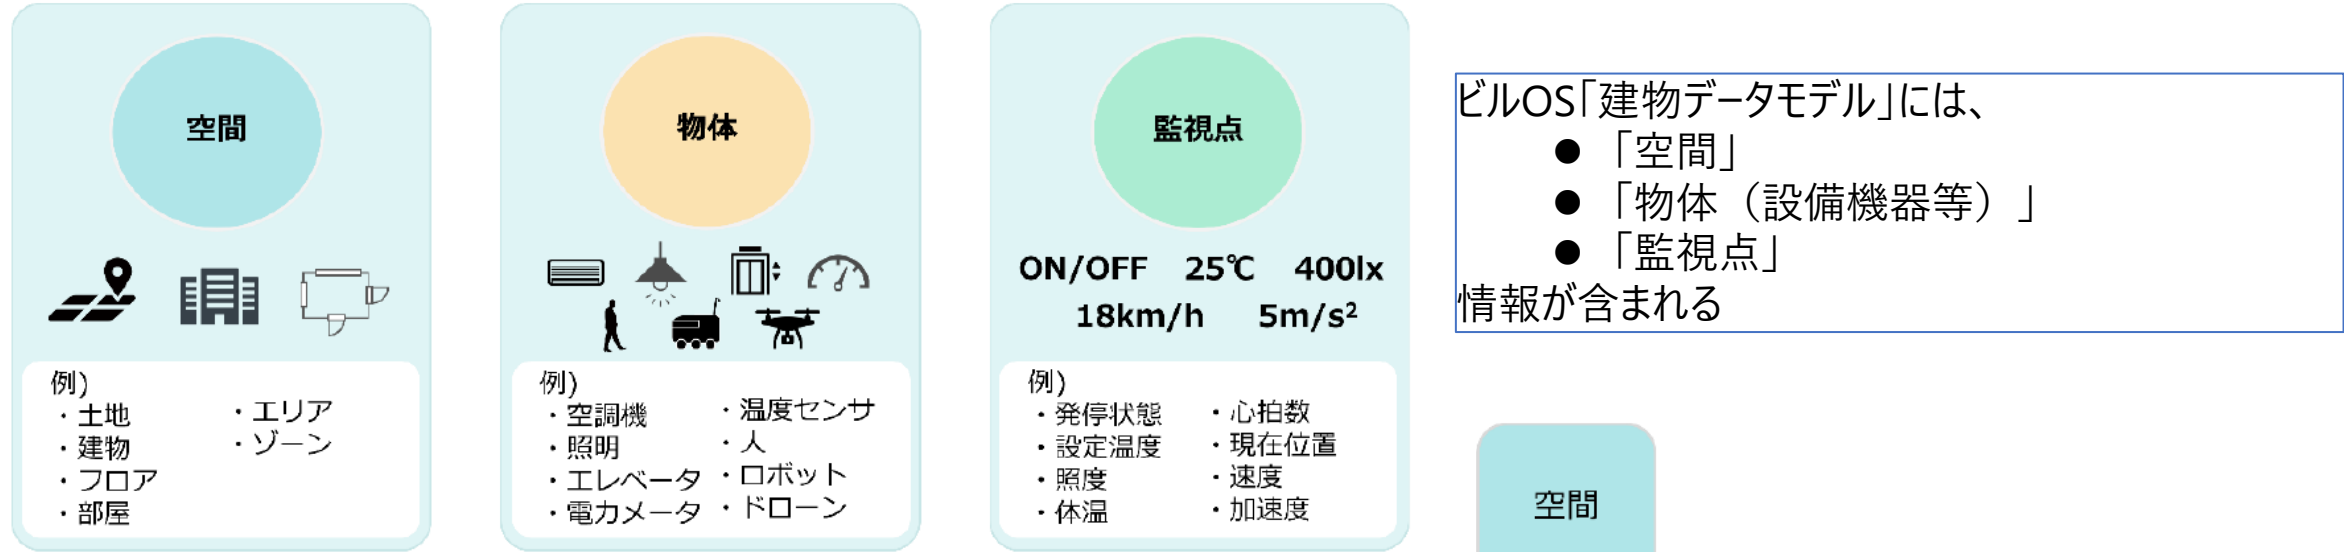 空間
例)
・土地
・建物
・フロア
・部屋
・エリア
・ゾーン
物体
例)
・空調機
・照明
・エレベータ
・電力メータ
・温度センサ
・人
・ロボット
・ドローン
監視点
ON/OFF 25℃ 400lx
18km/h 5m/s²
例)
・発停状態
・設定温度
・照度
・体温
・心拍数
・現在位置
・速度
・加速度
ビルOS「建物データモデル」には、
●「空間」
●「物体（設備機器等）」
●「監視点」
情報が含まれる
空間